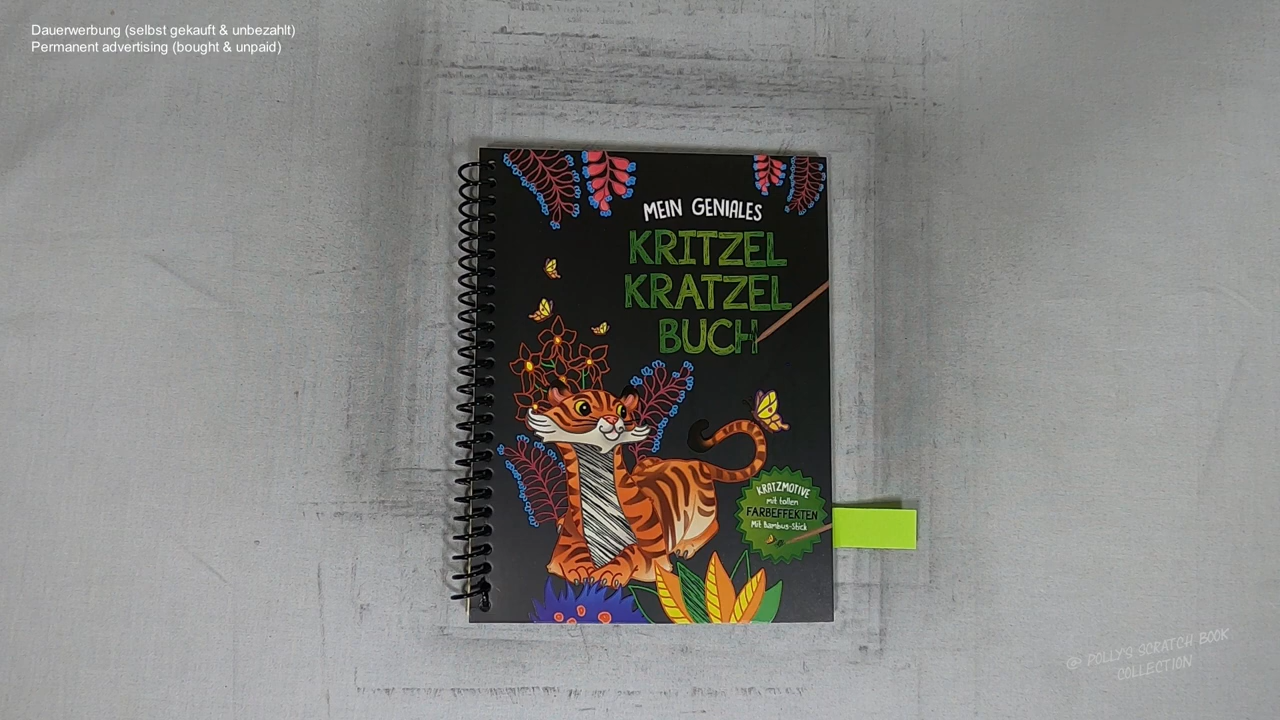 Dauerwerbung (selbst gekauft & unbezahlt)
Permanent advertising (bought & unpaid)
MEIN GENIALES
KRITZEL
KRATZEL
BUCH
KRATZMOTIVE
mit tollen
FARBEFFEKTEN
Mit Bambus-Stick
@ POLLY'S SCRATCH BOOK
COLLECTION